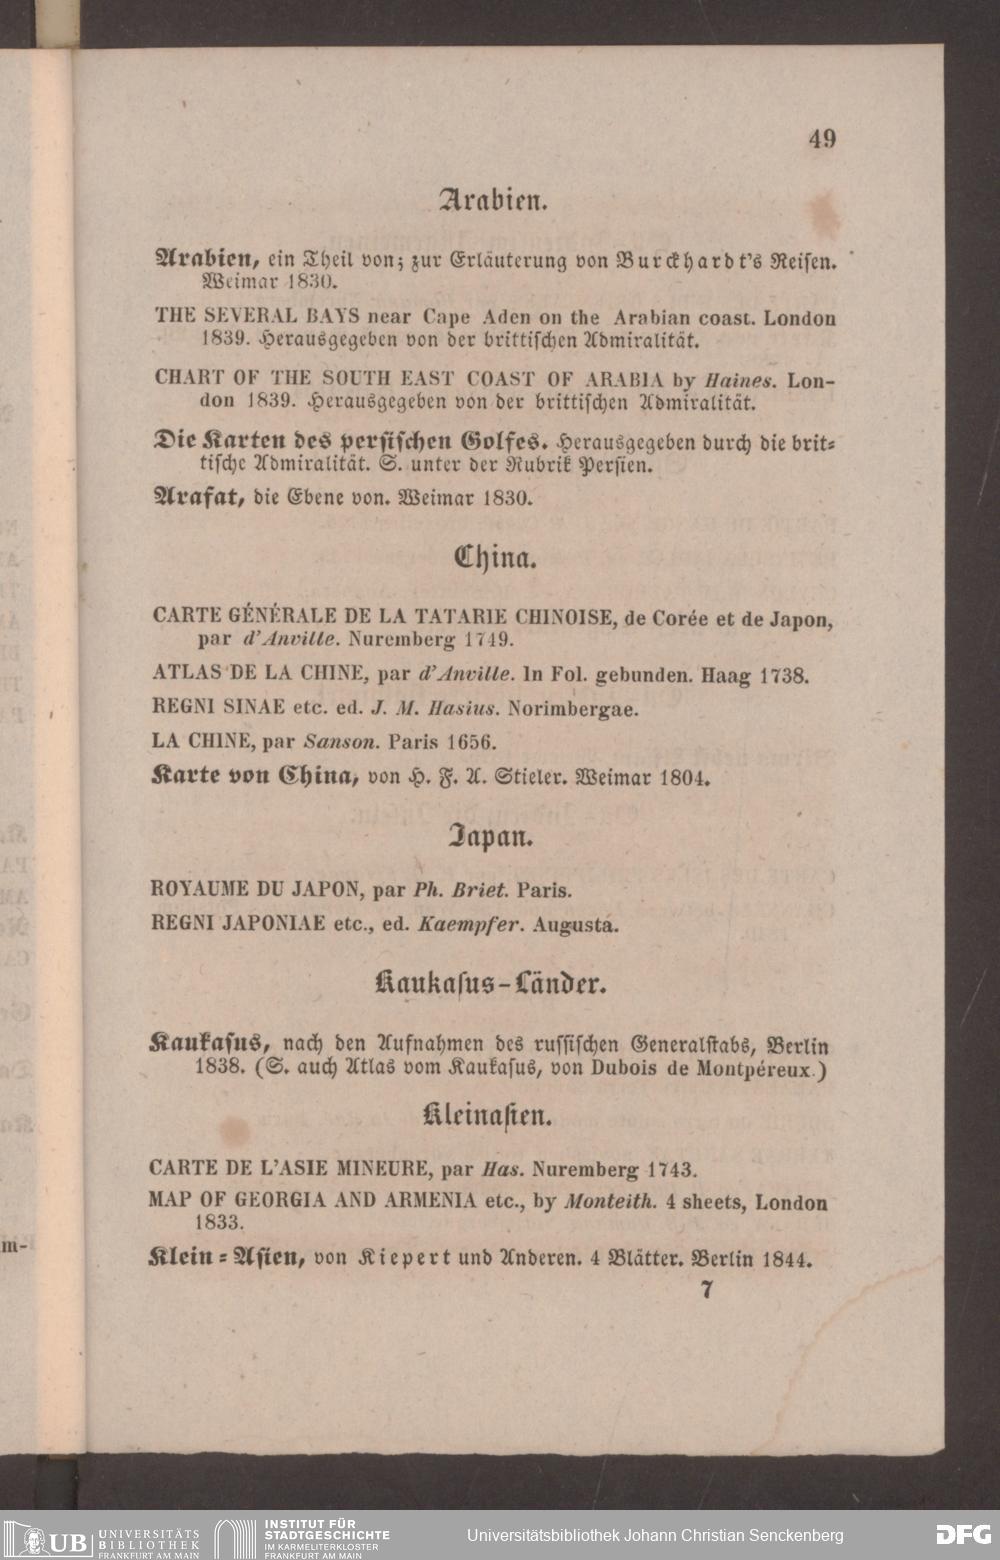 49
Arabien.
Arabien, ein Theil von; zur Erläuterung von Burckhardt's Reisen.
Weimar 1830.
THE SEVERAL BAYS near Cape Aden on the Arabian coast. London
1839. Herausgegeben von der brittischen Admiralität.
CHART OF THE SOUTH EAST COAST OF ARABIA by Haines. Lon-
don 1839. Herausgegeben von der brittischen Admiralität.
Die Karten des persischen Golfes. Herausgegeben durch die brit-
tische Admiralität. S. unter der Rubrik Persien.
Arafat, die Ebene von. Weimar 1830.
China.
CARTE GÉNÉRALE DE LA TATARIE CHINOISE, de Corée et de Japon,
par d'Anville. Nuremberg 1749.
ATLAS DE LA CHINE, par d'Anville. In Fol. gebunden. Haag 1738.
REGNI SINAE etc. ed. J. M. Hasius. Norimbergae.
LA CHINE, par Sanson. Paris 1656.
Karte von China, von H. F. A. Stieler. Weimar 1804.
Japan.
ROYAUME DU JAPON, par Ph. Briet. Paris.
REGNI JAPONIAE etc., ed. Kaempfer. Augusta.
Kaukasus-Länder.
Kaukasus, nach den Aufnahmen des russischen Generalstabs, Berlin
1838. (S. auch Atlas vom Kaukasus, von Dubois de Montpéreux.)
Kleinasien.
CARTE DE L'ASIE MINEURE, par Has. Nuremberg 1743.
MAP OF GEORGIA AND ARMENIA etc., by Monteith. 4 sheets, London
1833.
Klein-Asien, von Kiepert und Anderen. 4 Blätter. Berlin 1844.
7
m-
UB UNIVERSITÄTS
BIBLIOTHEK
FRANKFURT AM MAIN
INSTITUT FÜR
STADTGESCHICHTE
IM KARMELITERKLOSTER
FRANKFURT AM MAIN
Universitätsbibliothek Johann Christian Senckenberg
DFG